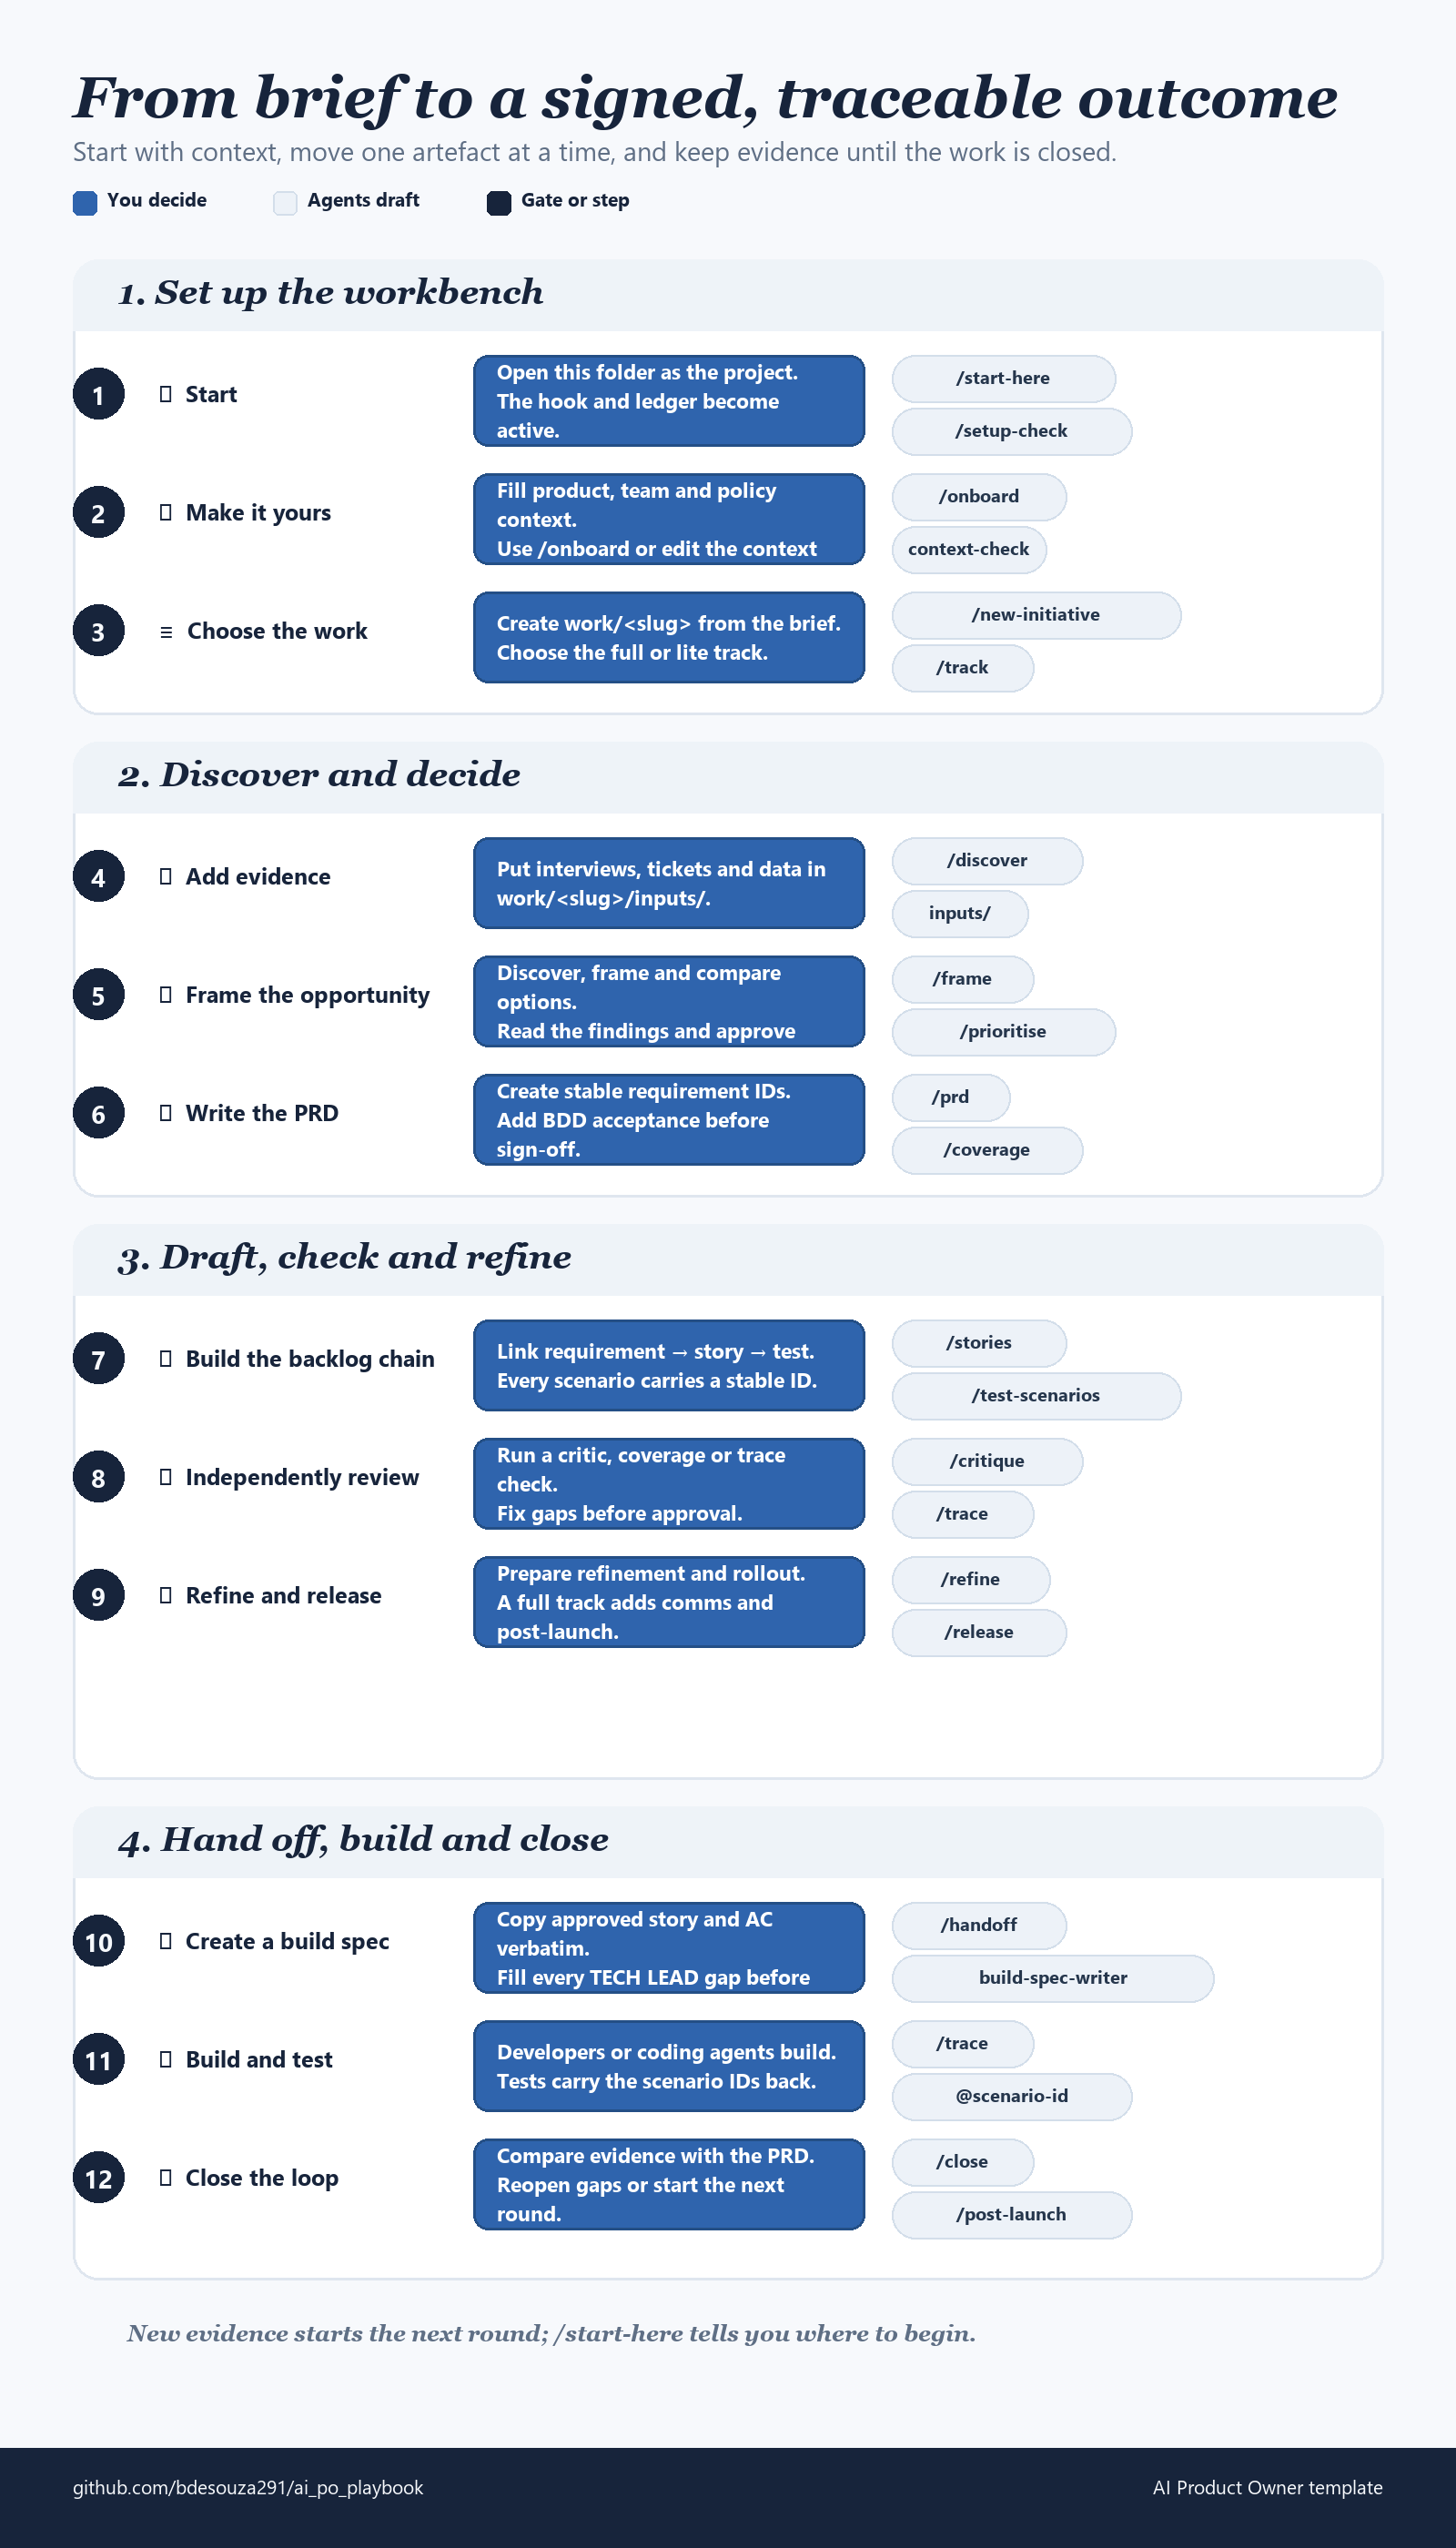 From brief to a signed, traceable outcome
Start with context, move one artefact at a time, and keep evidence until the work is closed.
You decide
Agents draft
Gate or step
1. Set up the workbench
1
Start
Open this folder as the project.
The hook and ledger become
active.
/start-here
/setup-check
2
Make it yours
Fill product, team and policy
context.
Use /onboard or edit the context
/onboard
context-check
3
≡ Choose the work
Create work/<slug> from the brief.
Choose the full or lite track.
/new-initiative
/track
2. Discover and decide
4
Add evidence
Put interviews, tickets and data in
work/<slug>/inputs/.
/discover
inputs/
5
Frame the opportunity
Discover, frame and compare
options.
Read the findings and approve
/frame
/prioritise
6
Write the PRD
Create stable requirement IDs.
Add BDD acceptance before
sign-off.
/prd
/coverage
3. Draft, check and refine
7
Build the backlog chain
Link requirement → story → test.
Every scenario carries a stable ID.
/stories
/test-scenarios
8
Independently review
Run a critic, coverage or trace
check.
Fix gaps before approval.
/critique
/trace
9
Refine and release
Prepare refinement and rollout.
A full track adds comms and
post-launch.
/refine
/release
4. Hand off, build and close
10
Create a build spec
Copy approved story and AC
verbatim.
Fill every TECH LEAD gap before
/handoff
build-spec-writer
11
Build and test
Developers or coding agents build.
Tests carry the scenario IDs back.
/trace
@scenario-id
12
Close the loop
Compare evidence with the PRD.
Reopen gaps or start the next
round.
/close
/post-launch
New evidence starts the next round; /start-here tells you where to begin.
github.com/bdesouza291/ai_po_playbook
AI Product Owner template